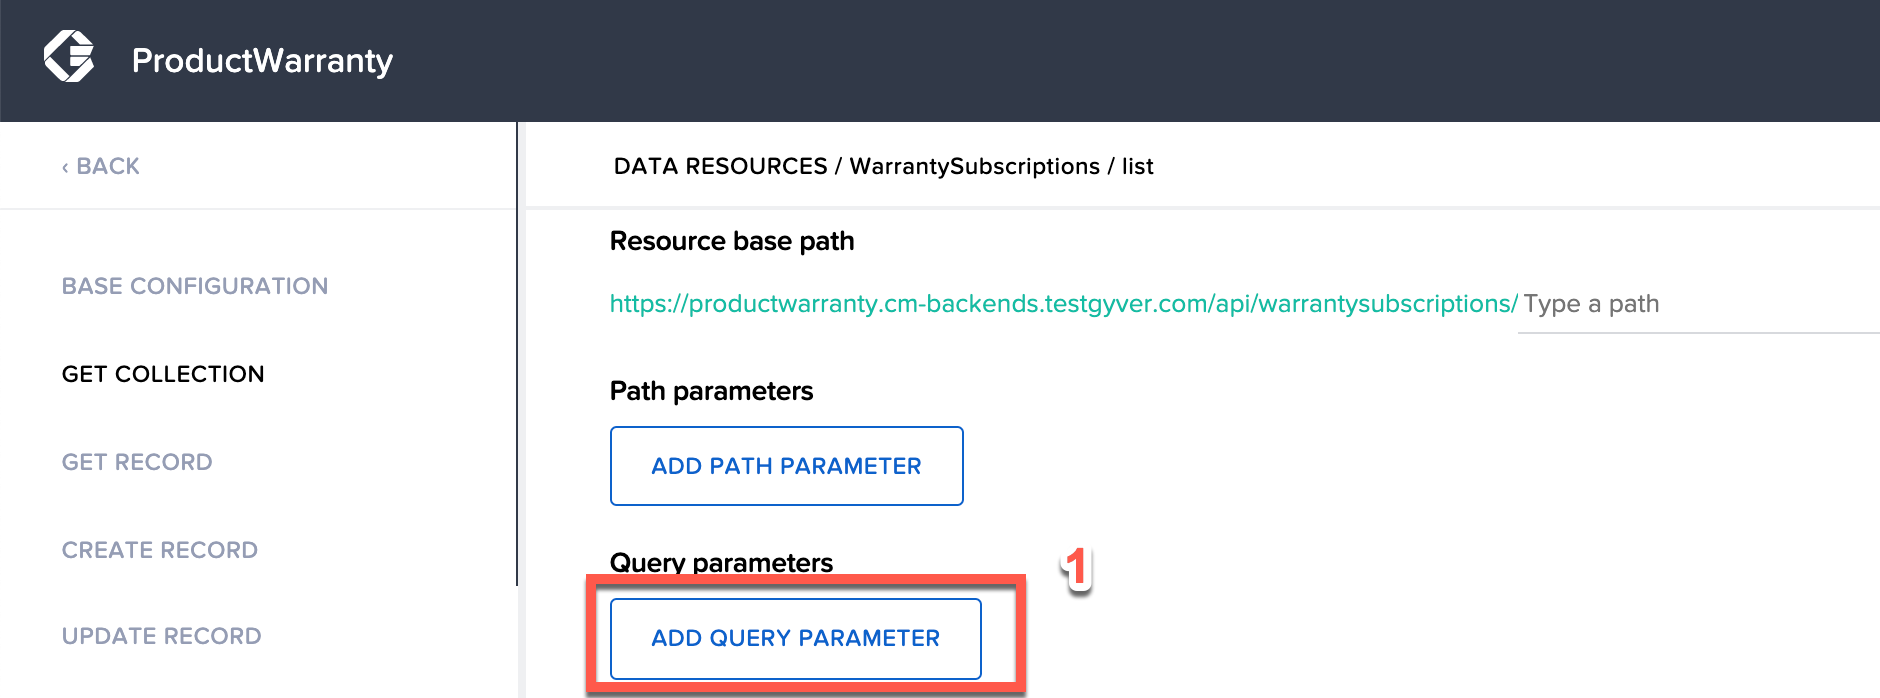 ProductWarranty
‹ BACK
BASE CONFIGURATION
GET COLLECTION
GET RECORD
CREATE RECORD
UPDATE RECORD
DATA RESOURCES / WarrantySubscriptions / list
Resource base path
https://productwarranty.cm-backends.testgyver.com/api/warrantysubscriptions/ Type a path
Path parameters
ADD PATH PARAMETER
Query parameters
1
ADD QUERY PARAMETER